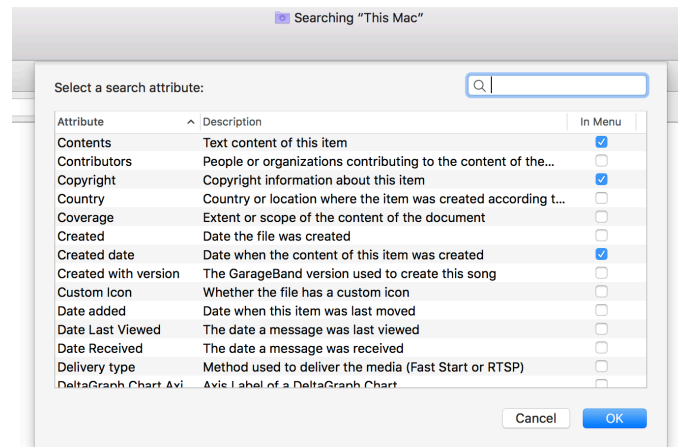 Searching “This Mac”
Select a search attribute:
Attribute Description In Menu
Contents Text content of this item
Contributors People or organizations contributing to the content of the...
Copyright Copyright information about this item
Country Country or location where the item was created according t...
Coverage Extent or scope of the content of the document
Created Date the file was created
Created date Date when the content of this item was created
Created with version The GarageBand version used to create this song
Custom Icon Whether the file has a custom icon
Date added Date when this item was last moved
Date Last Viewed The date a message was last viewed
Date Received The date a message was received
Delivery type Method used to deliver the media (Fast Start or RTSP)
DeltaGraph Chart Axi Axis Label of a DeltaGraph Chart
Cancel OK